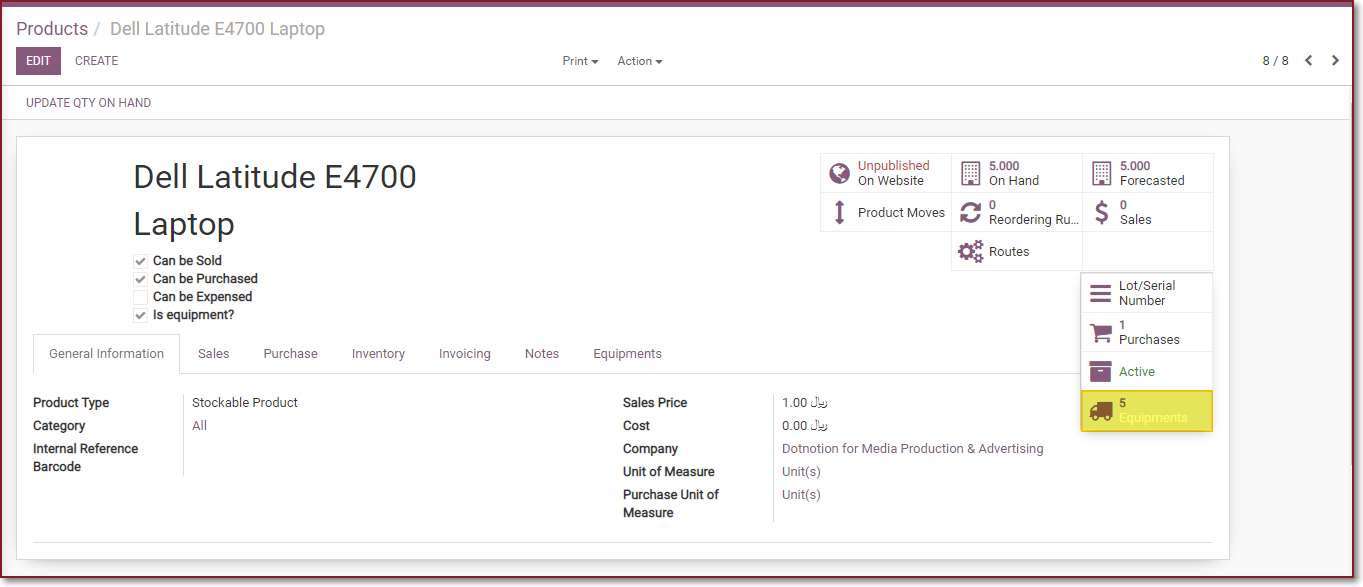 Products / Dell Latitude E4700 Laptop
EDIT CREATE Print Action 8 / 8
UPDATE QTY ON HAND
Dell Latitude E4700
Laptop
Can be Sold
Can be Purchased
Can be Expensed
Is equipment?
Unpublished
On Website
5.000
On Hand
5.000
Forecasted
Product Moves
0
Reordering Ru...
0
Sales
Routes
Lot/Serial
Number
1
Purchases
Active
5
Equipments
General Information Sales Purchase Inventory Invoicing Notes Equipments
Product Type Stockable Product
Category All
Internal Reference
Barcode
Sales Price 1.00 ﷼
Cost 0.00 ﷼
Company Dotnotion for Media Production & Advertising
Unit of Measure Unit(s)
Purchase Unit of Unit(s)
Measure